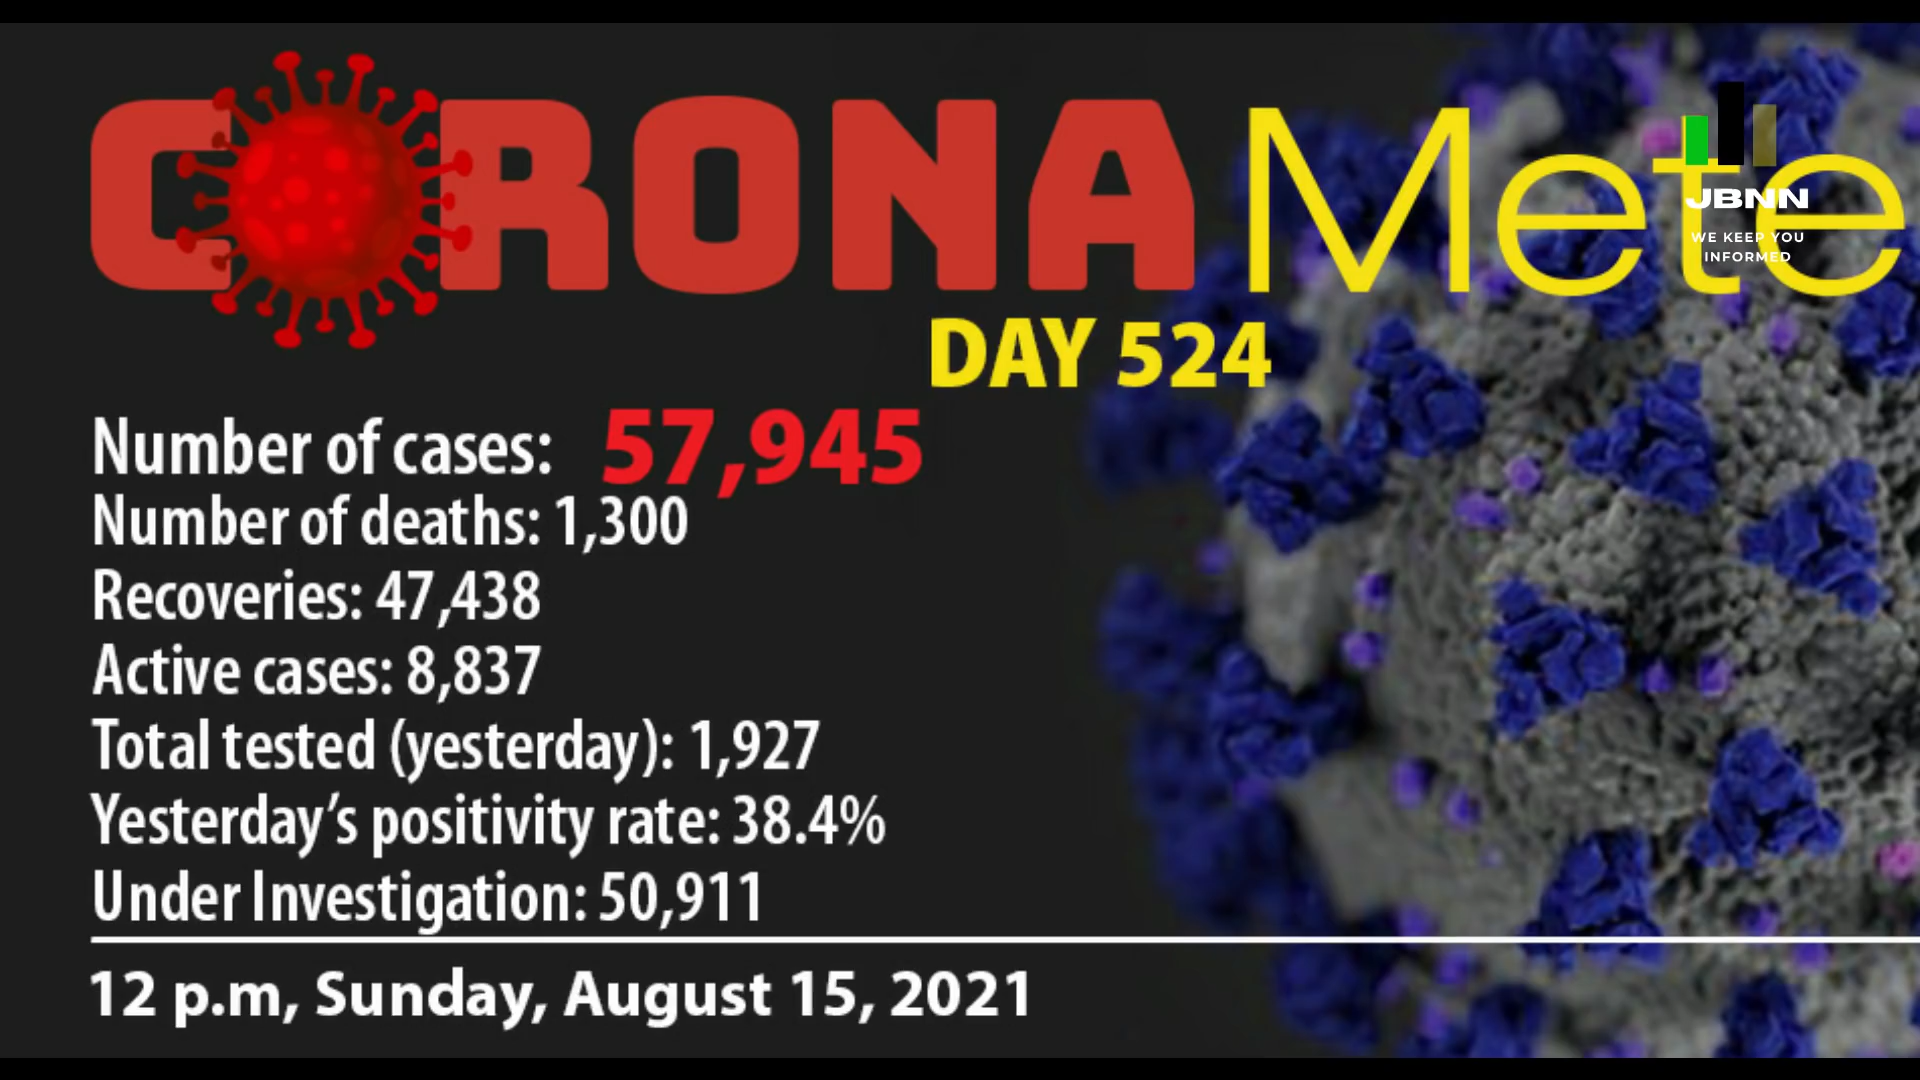 CORONA Mete
JBNN
WE KEEP YOU
INFORMED
DAY 524
Number of cases: 57,945
Number of deaths: 1,300
Recoveries: 47,438
Active cases: 8,837
Total tested (yesterday): 1,927
Yesterday’s positivity rate: 38.4%
Under Investigation: 50,911
12 p.m, Sunday, August 15, 2021